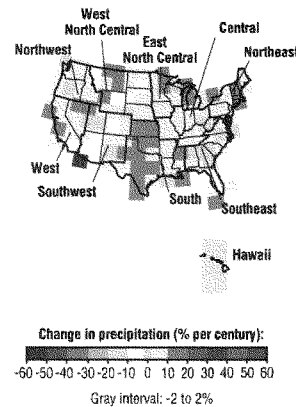 West
North Central
East
North Central
Central
Northwest
Northeast
West
Southwest
South
Southeast
Hawaii
Change in precipitation (% per century):
-60 -50 -40 -30 -20 -10 0 10 20 30 40 50 60
Gray interval: -2 to 2%